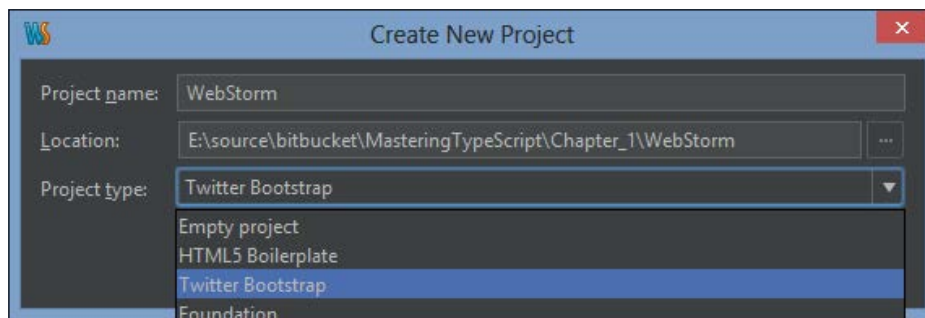 WS
Create New Project
Project name: WebStorm
Location: E:\source\bitbucket\MasteringTypeScript\Chapter_1\WebStorm ...
Project type: Twitter Bootstrap
Empty project
HTML5 Boilerplate
Twitter Bootstrap
Foundation